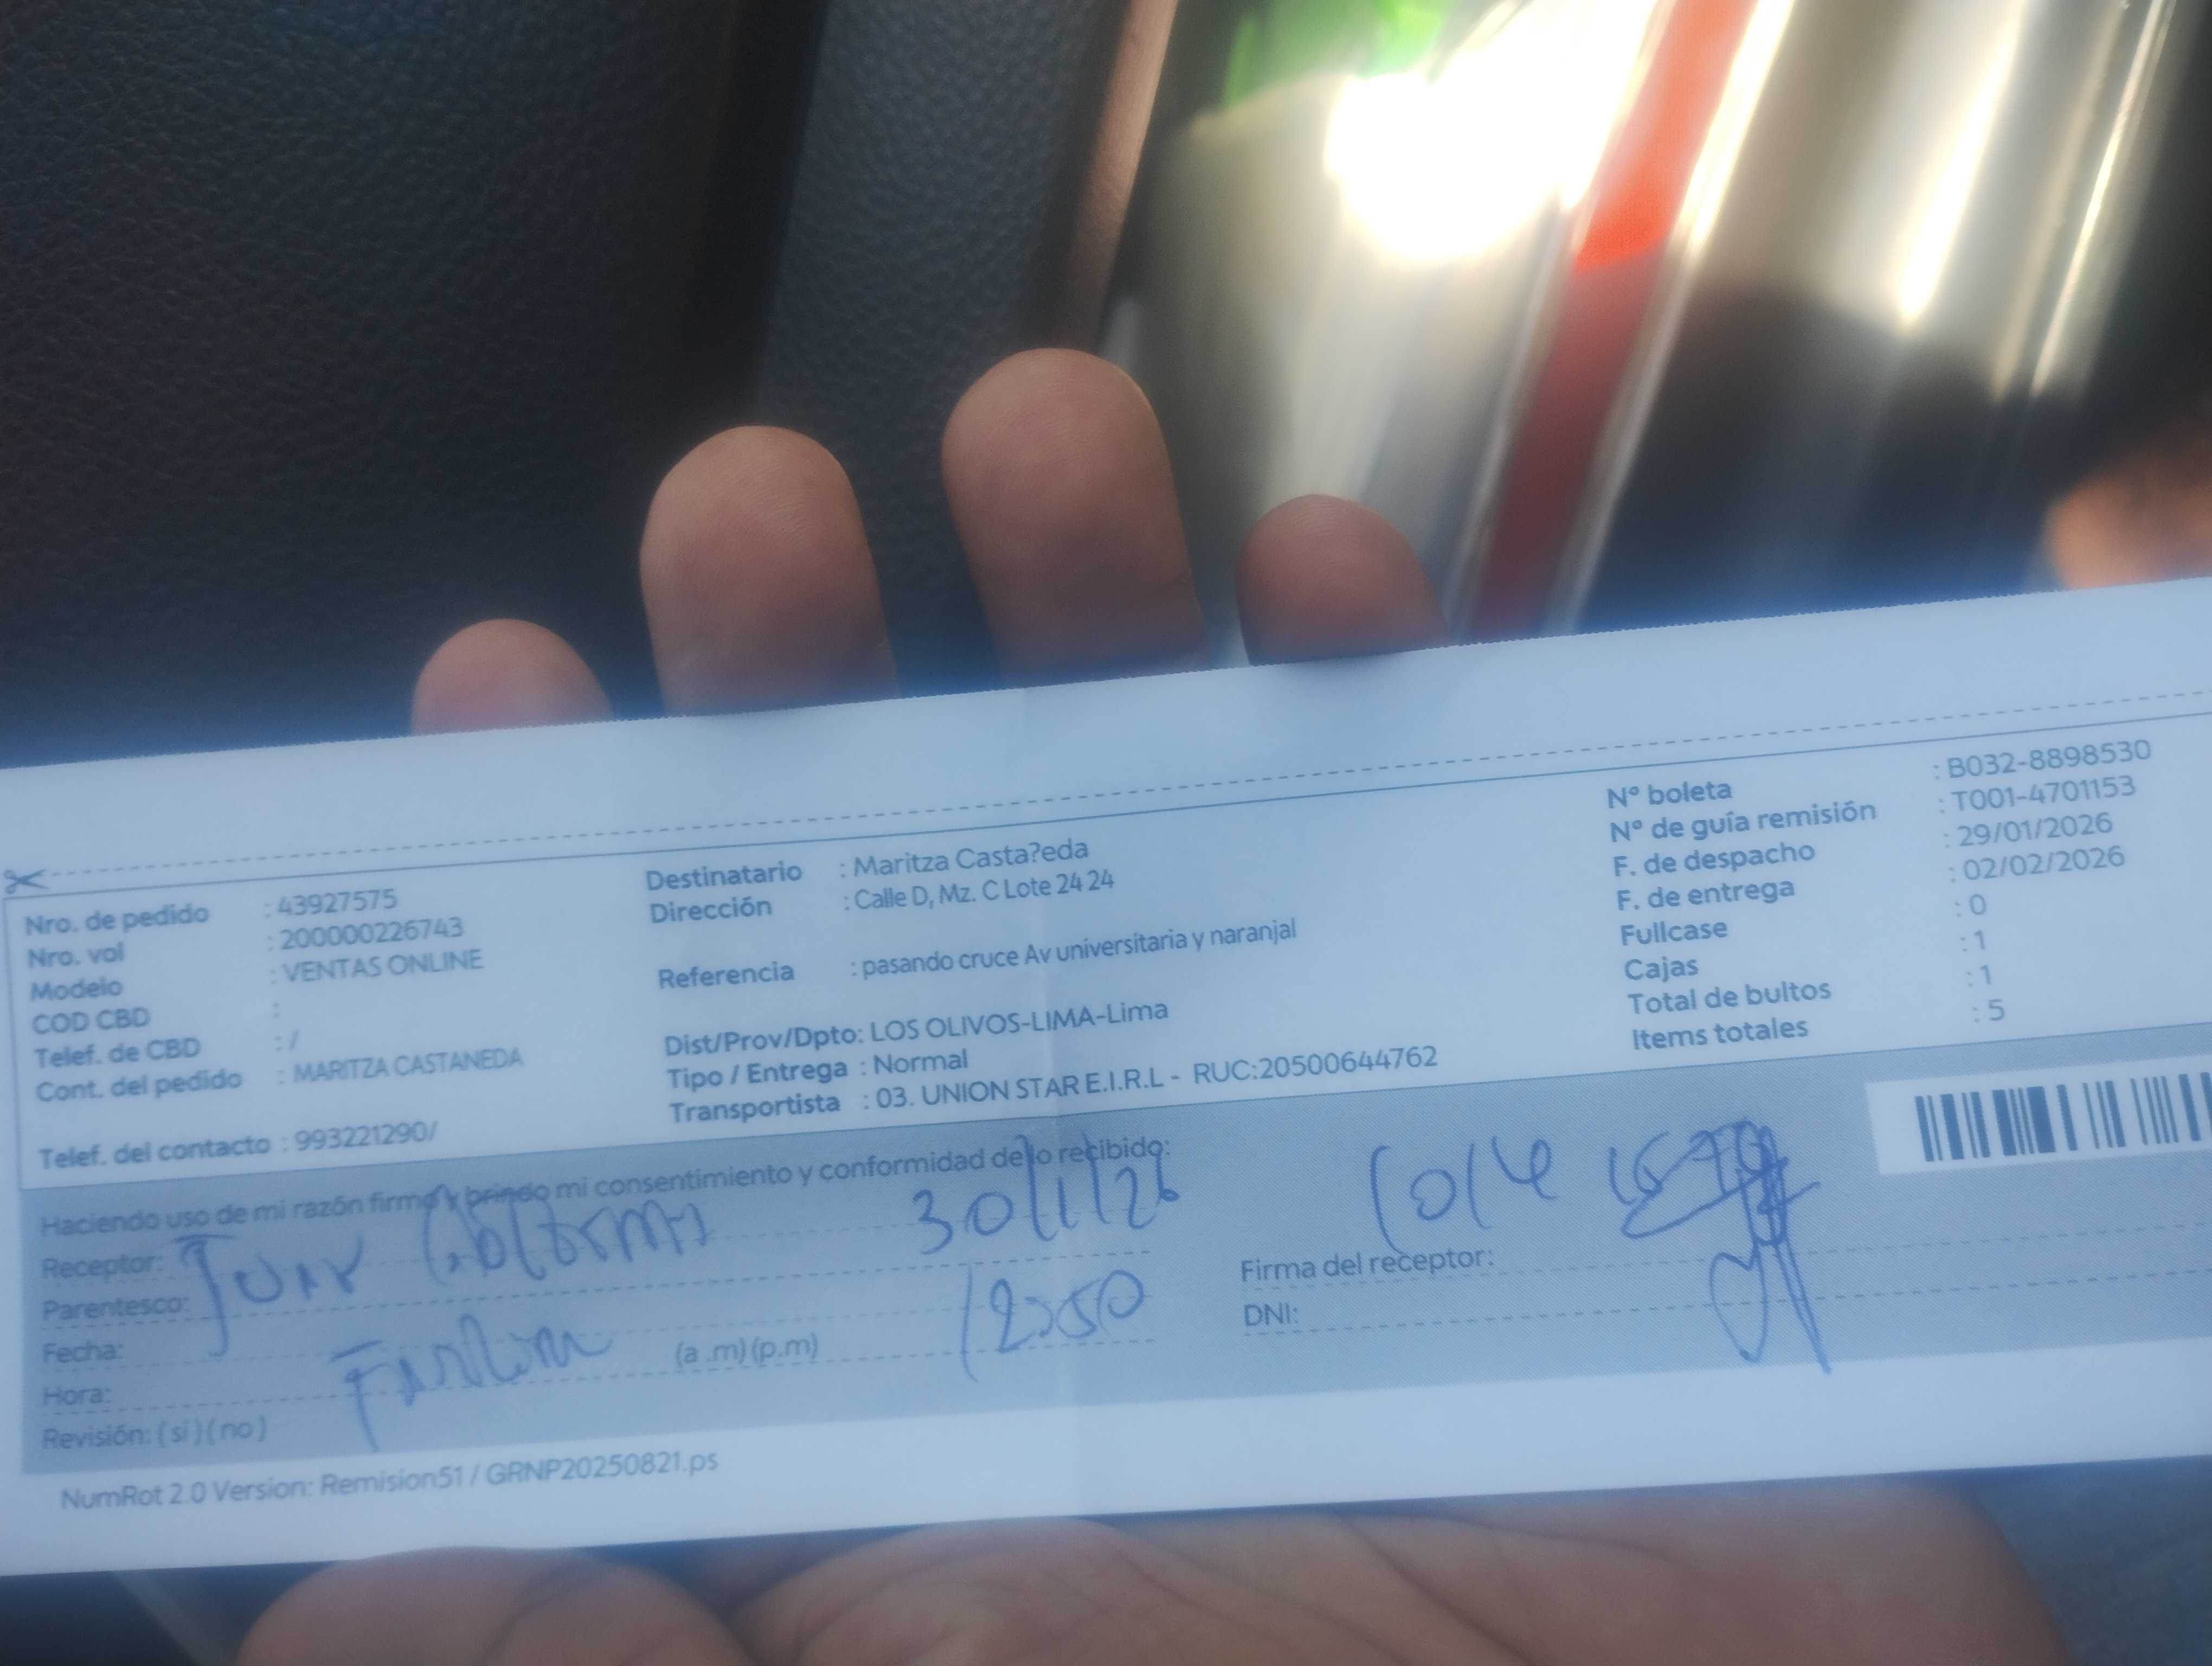 Nro. de pedido : 43927575
Nro. vol : 200000226743
Modelo : VENTAS ONLINE
COD CBD :
Telef. de CBD : /
Cont. del pedido : MARITZA CASTANEDA
Telef. del contacto : 993221290/
Destinatario : Maritza Casta?eda
Dirección : Calle D, Mz. C Lote 24 24
Referencia : pasando cruce Av universitaria y naranjal
Dist/Prov/Dpto: LOS OLIVOS-LIMA-Lima
Tipo / Entrega : Normal
Transportista : 03. UNION STAR E.I.R.L - RUC:20500644762
Nº boleta : B032-8898530
Nº de guía remisión : T001-4701153
F. de despacho : 29/01/2026
F. de entrega : 02/02/2026
Fullcase : 0
Cajas : 1
Total de bultos : 1
Items totales : 5
Haciendo uso de mi razón firmo y brindo mi consentimiento y conformidad de lo recibido:
30/1/26
Receptor:
Parentesco:
Fecha:
(a .m) (p.m) 12:50
Hora:
Revisión: ( si ) ( no )
Firma del receptor:
DNI:
NumRot 2.0 Version: Remision51 / GRNP20250821.ps